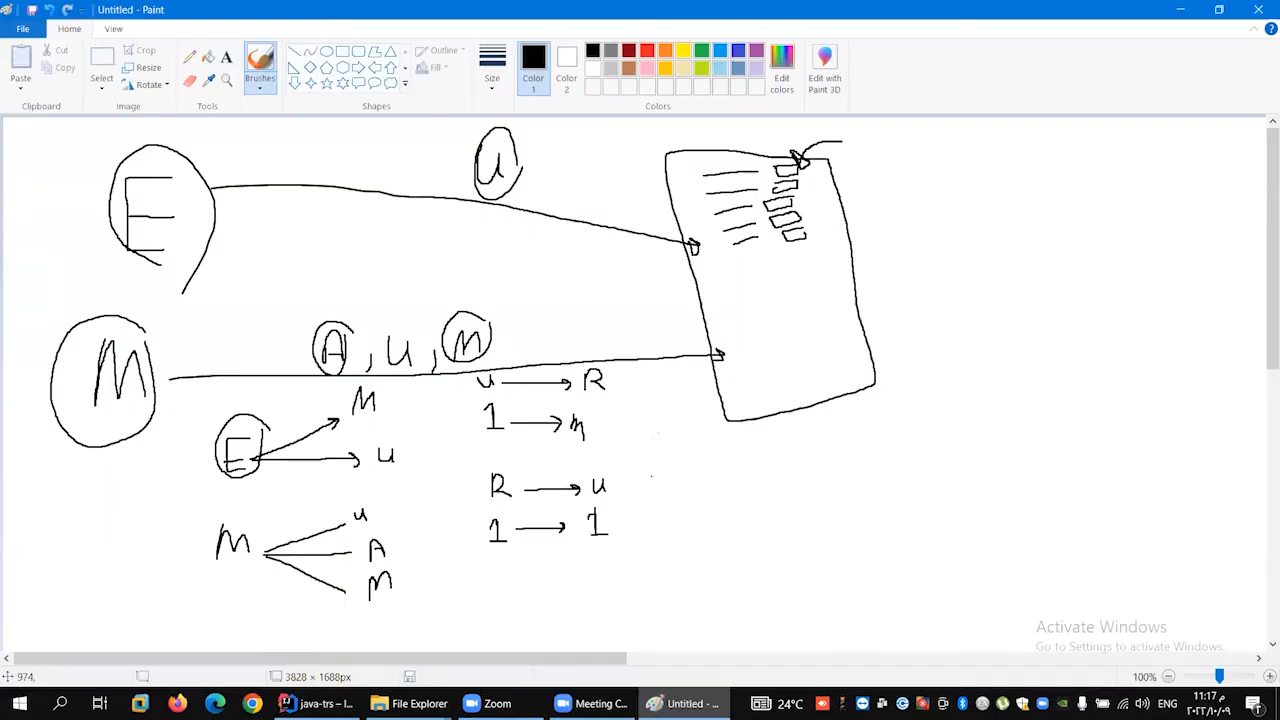 Untitled - Paint
File
Home
View
Paste
Cut
Copy
Clipboard
Select
Crop
Resize
Rotate
Image
Tools
Brushes
Shapes
Outline
Fill
Size
Color 1
Color 2
Edit colors
Colors
Edit with Paint 3D
E
u
M
A , u , M
E
M
u
u → R
1 → m
R → u
1 → 1
M
u
A
M
Activate Windows
Go to Settings to activate Windows.
974,
3828 × 1688px
100%
java-trs – I...
File Explorer
Zoom
Meeting C...
Untitled - ...
24°C
ENG
م ١١:١٧